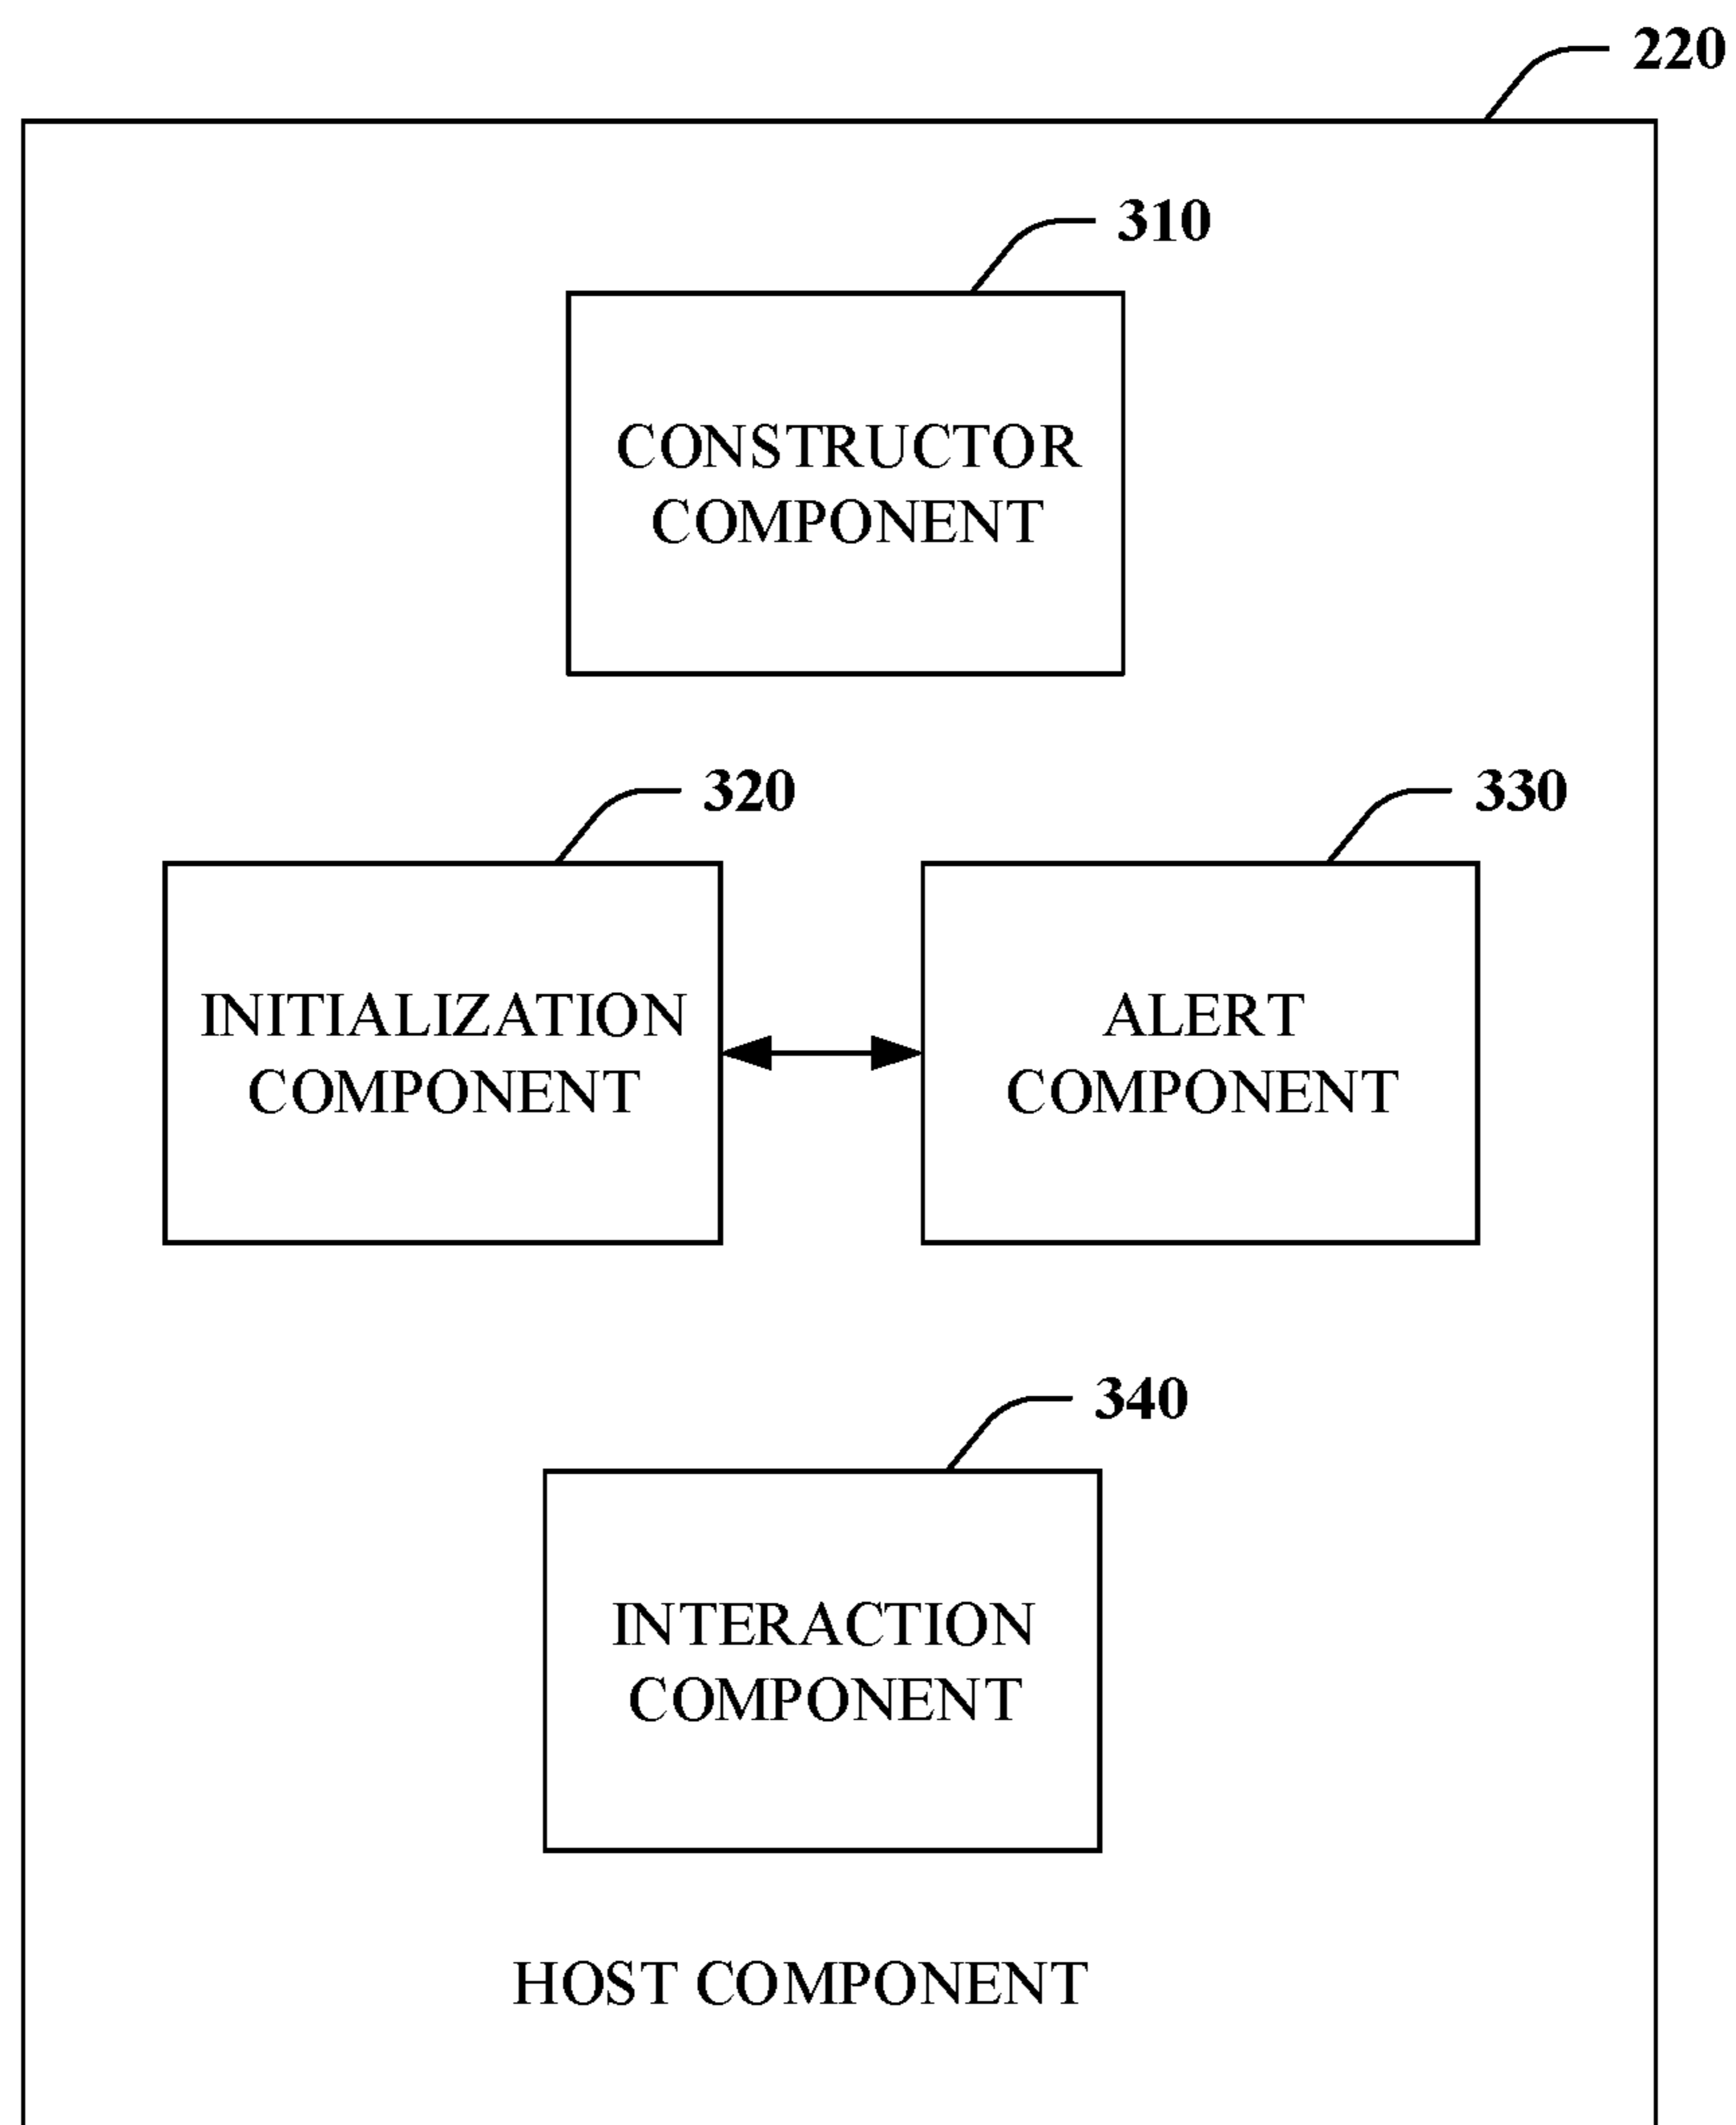 220
310
CONSTRUCTOR
COMPONENT
320
330
INITIALIZATION
COMPONENT
ALERT
COMPONENT
340
INTERACTION
COMPONENT
HOST COMPONENT